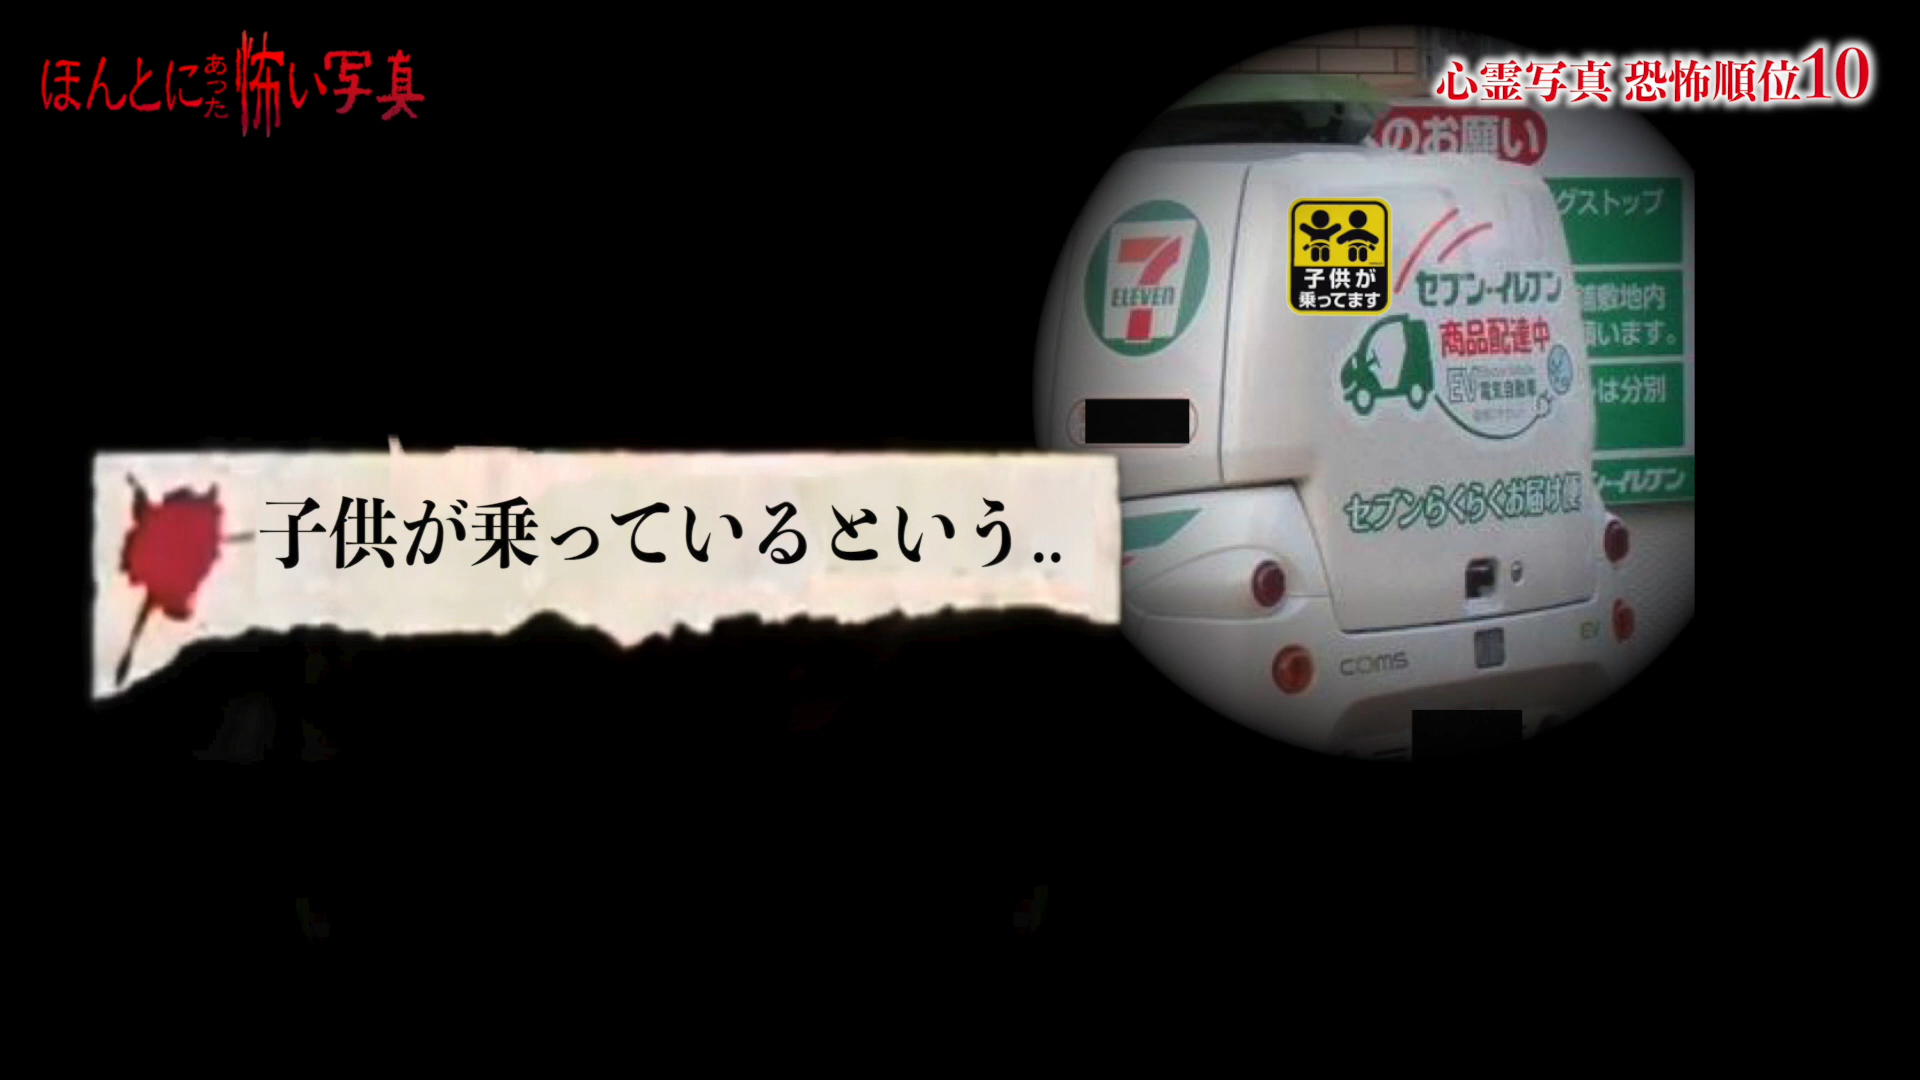 ほんとにあった怖い写真
心霊写真 恐怖順位10
のお願い
グストップ
7
ELEVEN
子供が
乗ってます
セブン-イレブン
商品配達中
EV
電気自動車
舗敷地内
願います。
は分別
子供が乗っているという..
セブンらくらくお届け便
ン-イレブン
COMS
EV